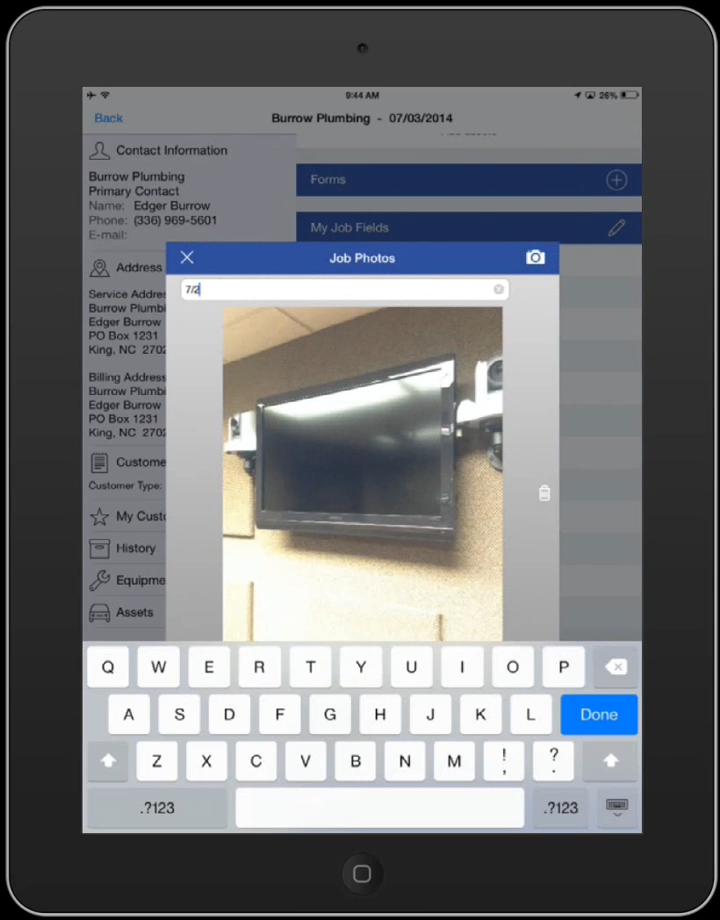 9:44 AM
26%
Back
Burrow Plumbing - 07/03/2014
Contact Information
Burrow Plumbing
Primary Contact
Name: Edger Burrow
Phone: (336) 969-5601
E-mail:
Address
Service Addre
Burrow Plumbi
Edger Burrow
PO Box 1231
King, NC 2702
Billing Address
Burrow Plumbi
Edger Burrow
PO Box 1231
King, NC 2702
Custome
Customer Type:
My Custo
History
Equipme
Assets
Forms
My Job Fields
Job Photos
7/2
Q W E R T Y U I O P
A S D F G H J K L Done
Z X C V B N M ! , ? .
.?123 .?123